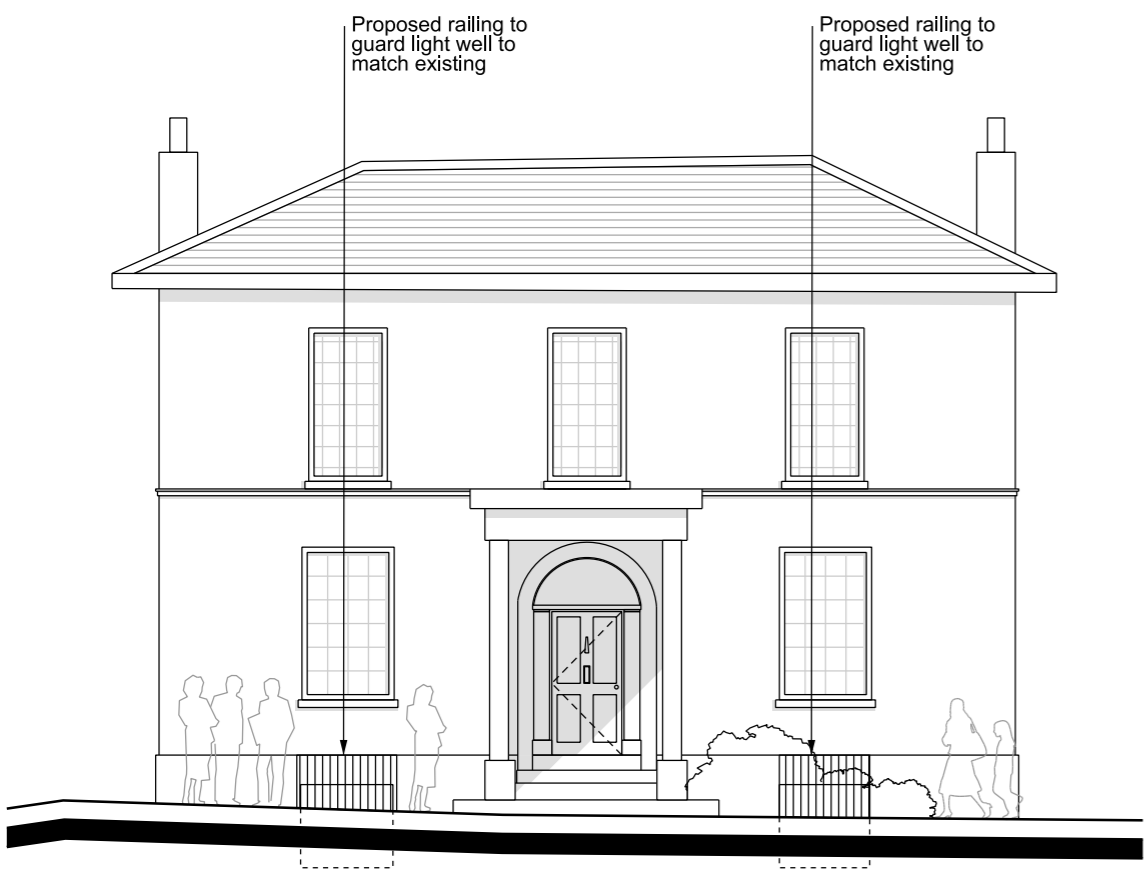 Proposed railing to
guard light well to
match existing
Proposed railing to
guard light well to
match existing